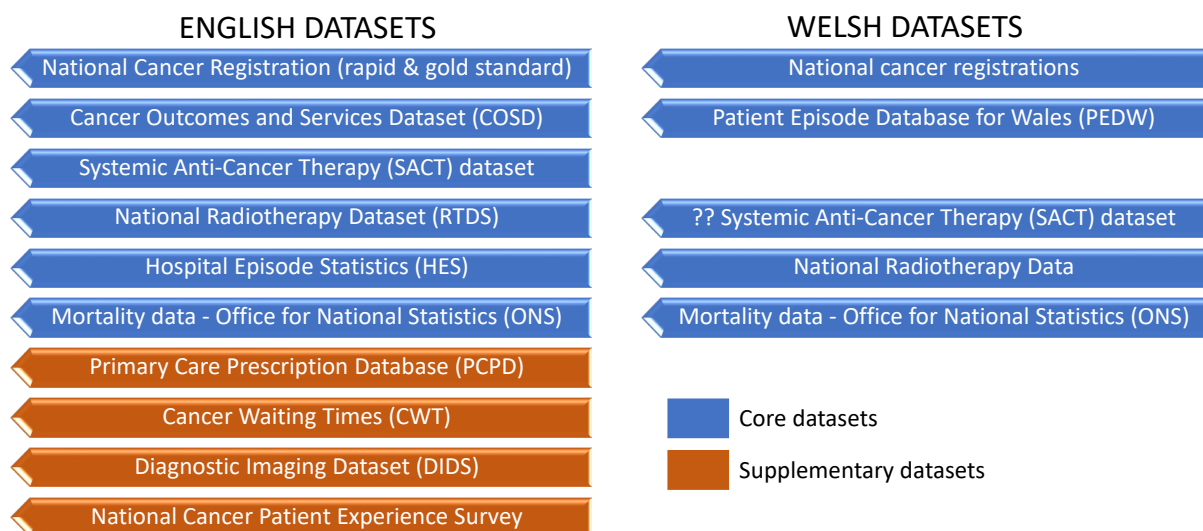 ENGLISH DATASETS
National Cancer Registration (rapid & gold standard)
Cancer Outcomes and Services Dataset (COSD)
Systemic Anti-Cancer Therapy (SACT) dataset
National Radiotherapy Dataset (RTDS)
Hospital Episode Statistics (HES)
Mortality data - Office for National Statistics (ONS)
Primary Care Prescription Database (PCPD)
Cancer Waiting Times (CWT)
Diagnostic Imaging Dataset (DIDS)
National Cancer Patient Experience Survey
WELSH DATASETS
National cancer registrations
Patient Episode Database for Wales (PEDW)
?? Systemic Anti-Cancer Therapy (SACT) dataset
National Radiotherapy Data
Mortality data - Office for National Statistics (ONS)
Core datasets
Supplementary datasets